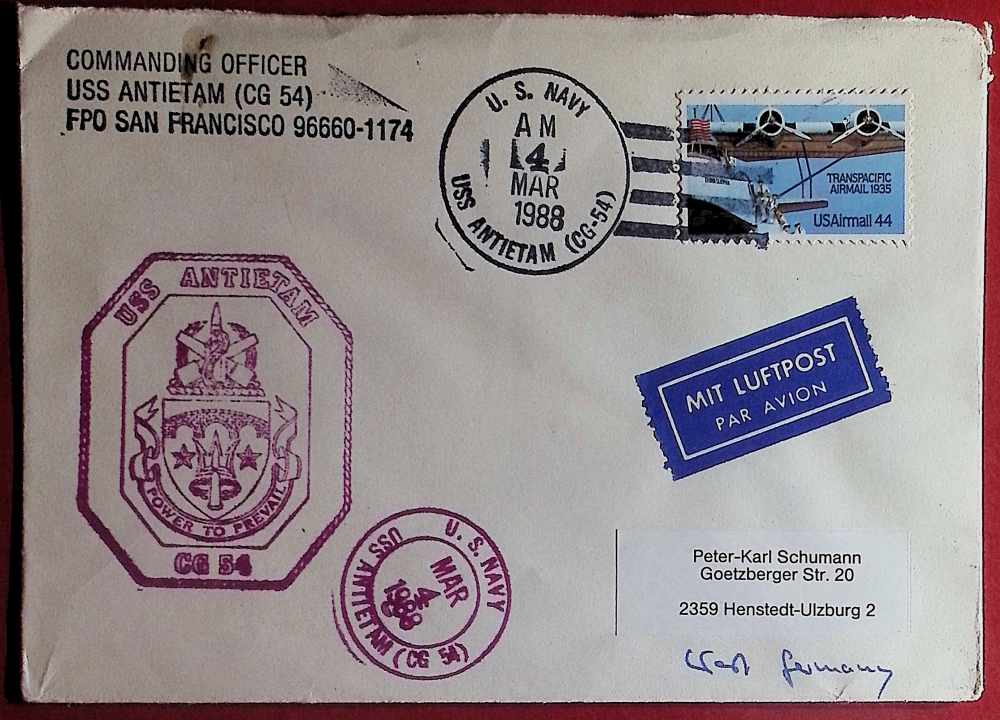 COMMANDING OFFICER
USS ANTIETAM (CG 54)
FPO SAN FRANCISCO 96660-1174
U. S. NAVY
AM
4
MAR
1988
USS ANTIETAM (CG-54)
TRANSPACIFIC
AIRMAIL 1935
USAirmail 44
USS ANTIETAM
POWER TO PREVAIL
CG 54
MIT LUFTPOST
PAR AVION
U. S. NAVY
MAR
4
1988
USS ANTIETAM (CG 54)
Peter-Karl Schumann
Goetzberger Str. 20
2359 Henstedt-Ulzburg 2
West Germany